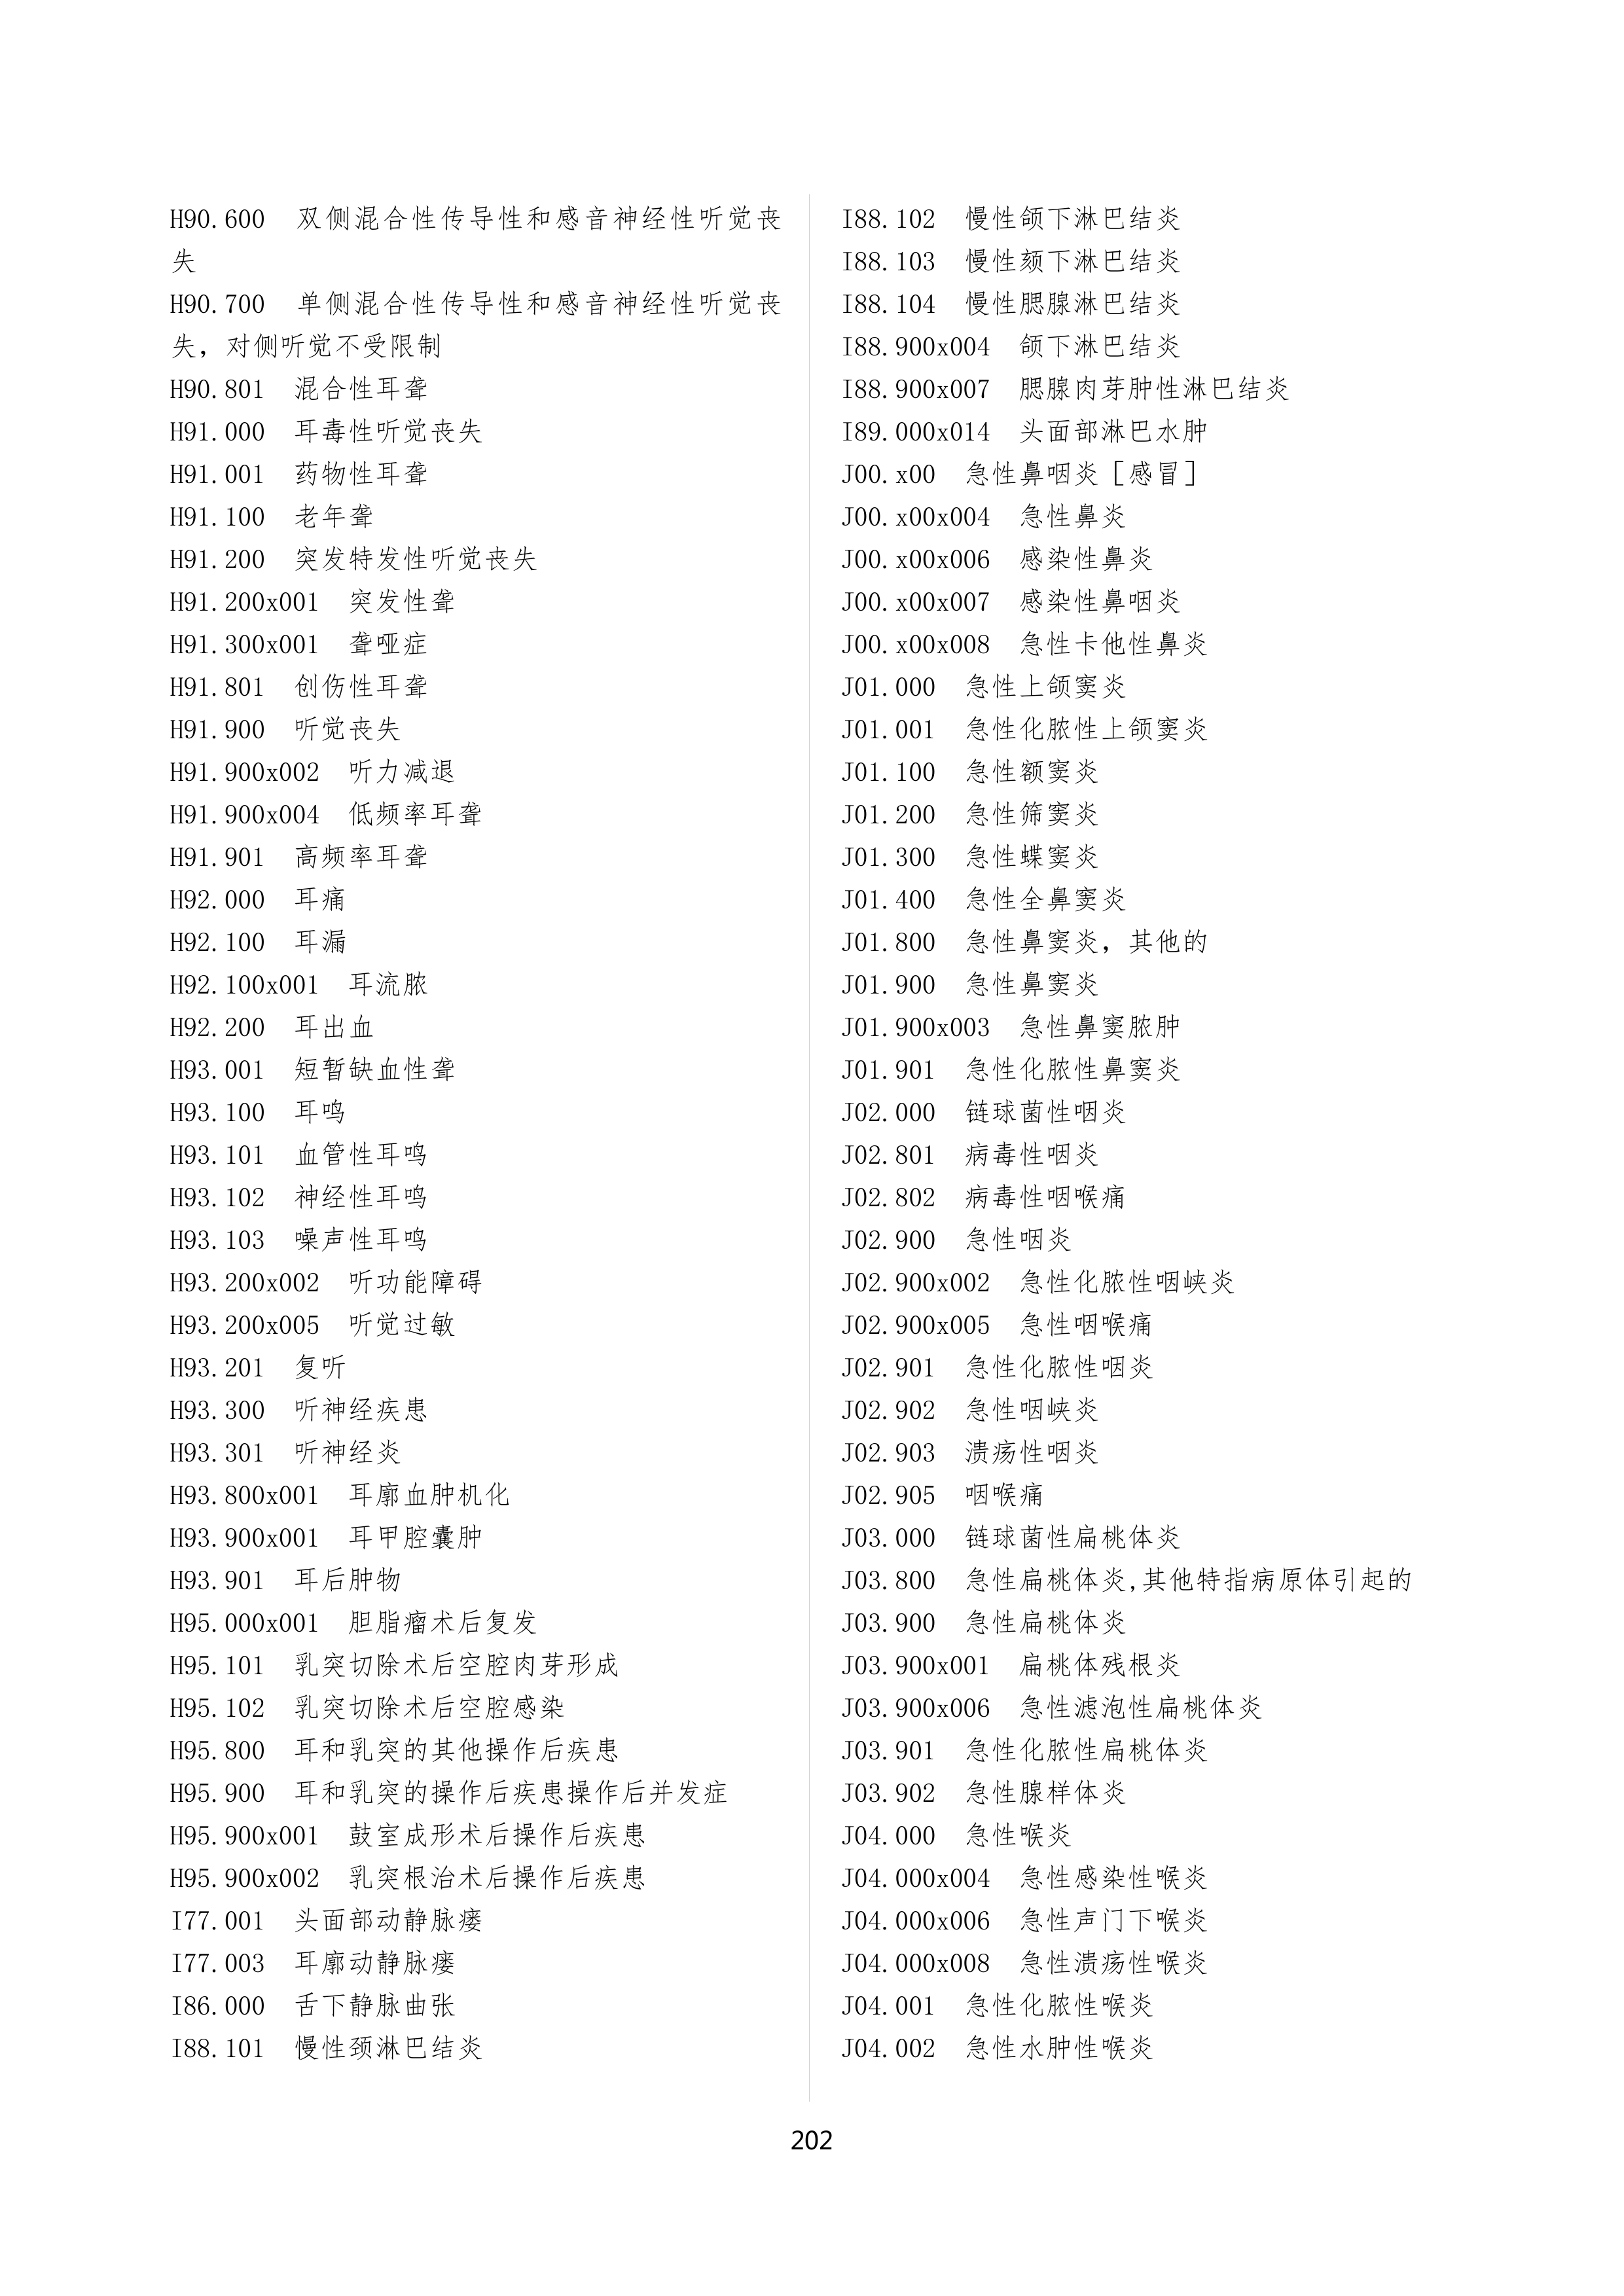 H90.600 双侧混合性传导性和感音神经性听觉丧
失
H90.700 单侧混合性传导性和感音神经性听觉丧
失，对侧听觉不受限制
H90.801 混合性耳聋
H91.000 耳毒性听觉丧失
H91.001 药物性耳聋
H91.100 老年聋
H91.200 突发特发性听觉丧失
H91.200x001 突发性聋
H91.300x001 聋哑症
H91.801 创伤性耳聋
H91.900 听觉丧失
H91.900x002 听力减退
H91.900x004 低频率耳聋
H91.901 高频率耳聋
H92.000 耳痛
H92.100 耳漏
H92.100x001 耳流脓
H92.200 耳出血
H93.001 短暂缺血性聋
H93.100 耳鸣
H93.101 血管性耳鸣
H93.102 神经性耳鸣
H93.103 噪声性耳鸣
H93.200x002 听功能障碍
H93.200x005 听觉过敏
H93.201 复听
H93.300 听神经疾患
H93.301 听神经炎
H93.800x001 耳廓血肿机化
H93.900x001 耳甲腔囊肿
H93.901 耳后肿物
H95.000x001 胆脂瘤术后复发
H95.101 乳突切除术后空腔肉芽形成
H95.102 乳突切除术后空腔感染
H95.800 耳和乳突的其他操作后疾患
H95.900 耳和乳突的操作后疾患操作后并发症
H95.900x001 鼓室成形术后操作后疾患
H95.900x002 乳突根治术后操作后疾患
I77.001 头面部动静脉瘘
I77.003 耳廓动静脉瘘
I86.000 舌下静脉曲张
I88.101 慢性颈淋巴结炎
I88.102 慢性颌下淋巴结炎
I88.103 慢性颏下淋巴结炎
I88.104 慢性腮腺淋巴结炎
I88.900x004 颌下淋巴结炎
I88.900x007 腮腺肉芽肿性淋巴结炎
I89.000x014 头面部淋巴水肿
J00.x00 急性鼻咽炎［感冒］
J00.x00x004 急性鼻炎
J00.x00x006 感染性鼻炎
J00.x00x007 感染性鼻咽炎
J00.x00x008 急性卡他性鼻炎
J01.000 急性上颌窦炎
J01.001 急性化脓性上颌窦炎
J01.100 急性额窦炎
J01.200 急性筛窦炎
J01.300 急性蝶窦炎
J01.400 急性全鼻窦炎
J01.800 急性鼻窦炎，其他的
J01.900 急性鼻窦炎
J01.900x003 急性鼻窦脓肿
J01.901 急性化脓性鼻窦炎
J02.000 链球菌性咽炎
J02.801 病毒性咽炎
J02.802 病毒性咽喉痛
J02.900 急性咽炎
J02.900x002 急性化脓性咽峡炎
J02.900x005 急性咽喉痛
J02.901 急性化脓性咽炎
J02.902 急性咽峡炎
J02.903 溃疡性咽炎
J02.905 咽喉痛
J03.000 链球菌性扁桃体炎
J03.800 急性扁桃体炎,其他特指病原体引起的
J03.900 急性扁桃体炎
J03.900x001 扁桃体残根炎
J03.900x006 急性滤泡性扁桃体炎
J03.901 急性化脓性扁桃体炎
J03.902 急性腺样体炎
J04.000 急性喉炎
J04.000x004 急性感染性喉炎
J04.000x006 急性声门下喉炎
J04.000x008 急性溃疡性喉炎
J04.001 急性化脓性喉炎
J04.002 急性水肿性喉炎
202